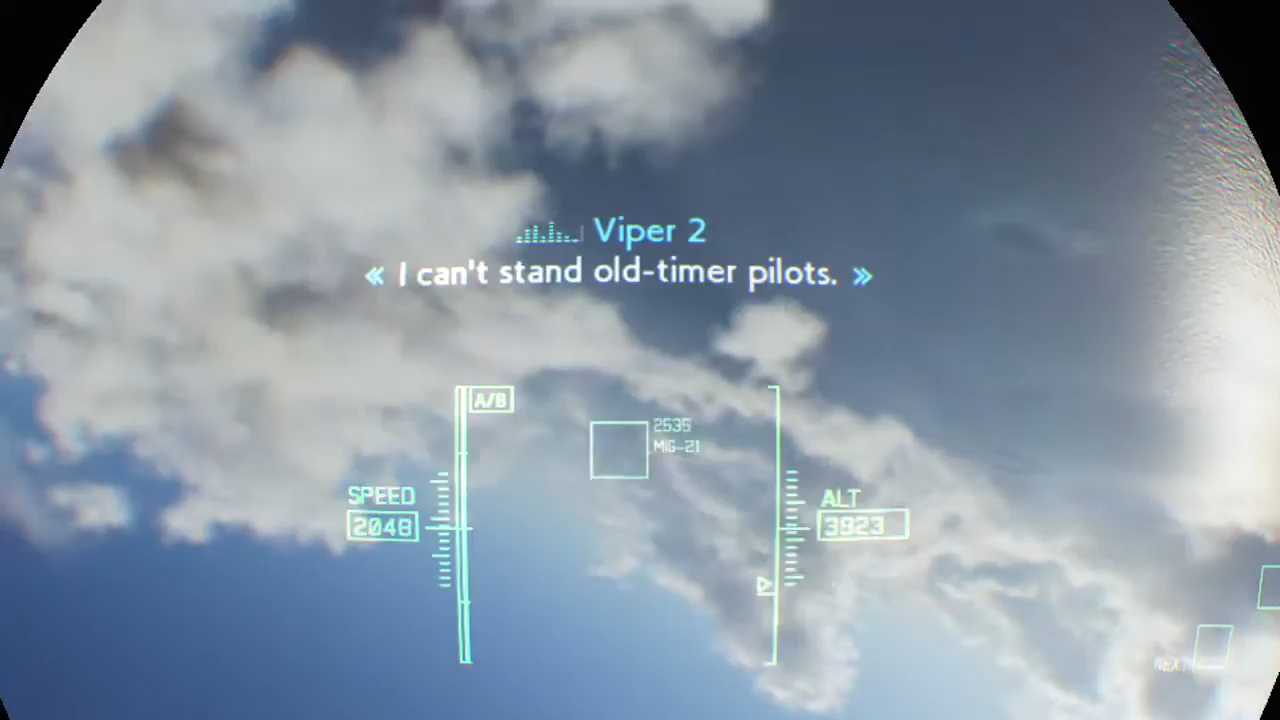 Viper 2
« I can't stand old-timer pilots. »
A/B
2535
MIG-21
SPEED
2048
ALT
3923